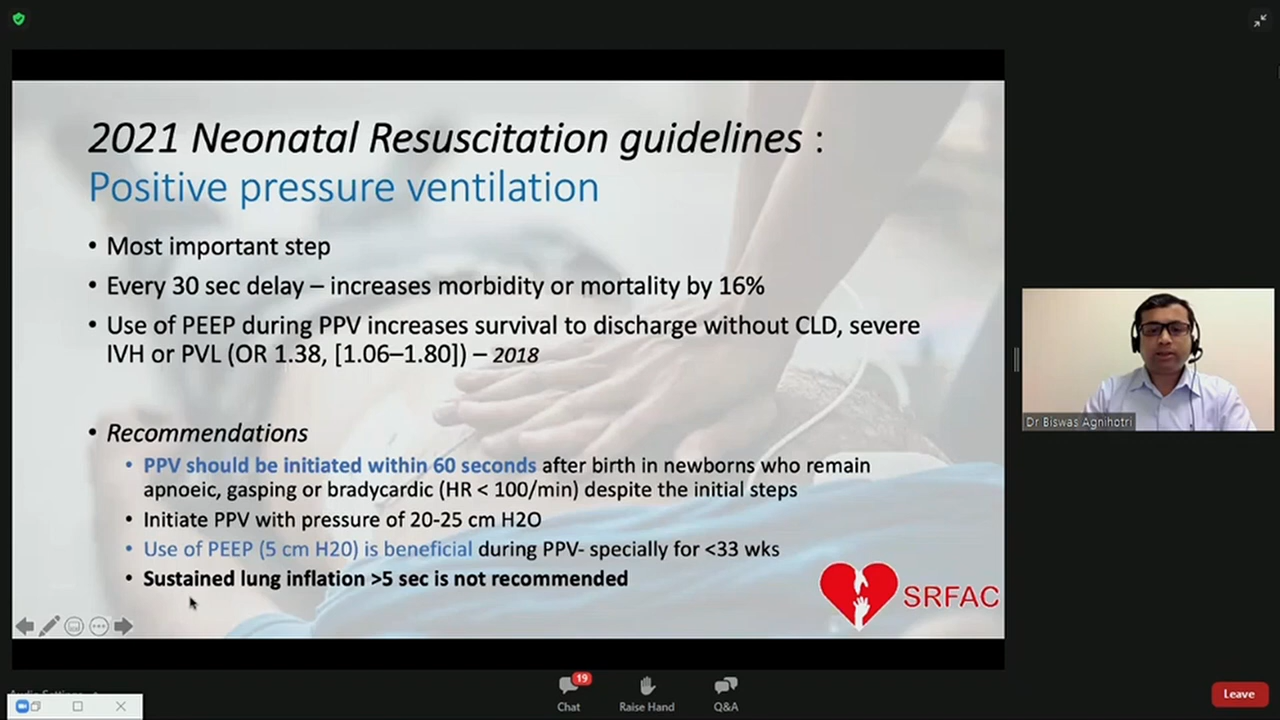 2021 Neonatal Resuscitation guidelines :
Positive pressure ventilation
• Most important step
• Every 30 sec delay – increases morbidity or mortality by 16%
• Use of PEEP during PPV increases survival to discharge without CLD, severe
IVH or PVL (OR 1.38, [1.06–1.80]) – 2018
• Recommendations
• PPV should be initiated within 60 seconds after birth in newborns who remain
apnoeic, gasping or bradycardic (HR < 100/min) despite the initial steps
• Initiate PPV with pressure of 20-25 cm H2O
• Use of PEEP (5 cm H20) is beneficial during PPV- specially for <33 wks
• Sustained lung inflation >5 sec is not recommended
SRFAC
Dr Biswas Agnihotri
19
Chat
Raise Hand
Q&A
Leave